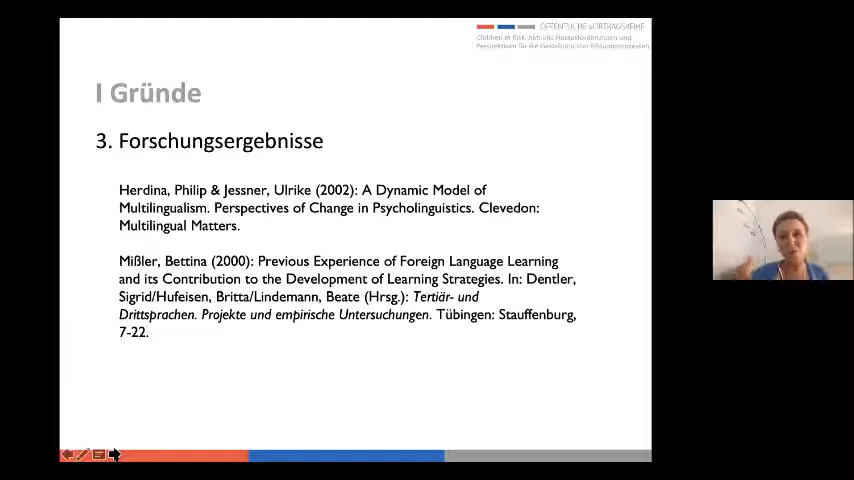 ÖFFENTLICHE VORTRAGSREIHE
Children at Risk. Aktuelle Herausforderungen und
Perspektiven für die Gestaltung von Bildungsprozessen
I Gründe
3. Forschungsergebnisse
Herdina, Philip & Jessner, Ulrike (2002): A Dynamic Model of
Multilingualism. Perspectives of Change in Psycholinguistics. Clevedon:
Multilingual Matters.
Mißler, Bettina (2000): Previous Experience of Foreign Language Learning
and its Contribution to the Development of Learning Strategies. In: Dentler,
Sigrid/Hufeisen, Britta/Lindemann, Beate (Hrsg.): Tertiär- und
Drittsprachen. Projekte und empirische Untersuchungen. Tübingen: Stauffenburg,
7-22.